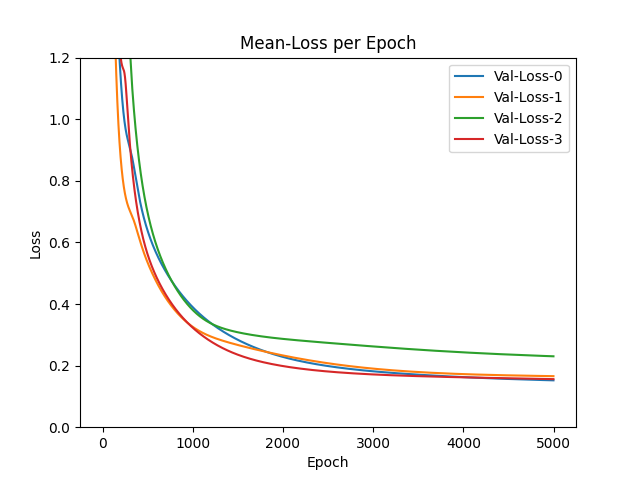 Mean-Loss per Epoch
1.2
1.0
0.8
0.6
0.4
0.2
0.0
Loss
Val-Loss-0
Val-Loss-1
Val-Loss-2
Val-Loss-3
0 1000 2000 3000 4000 5000
Epoch